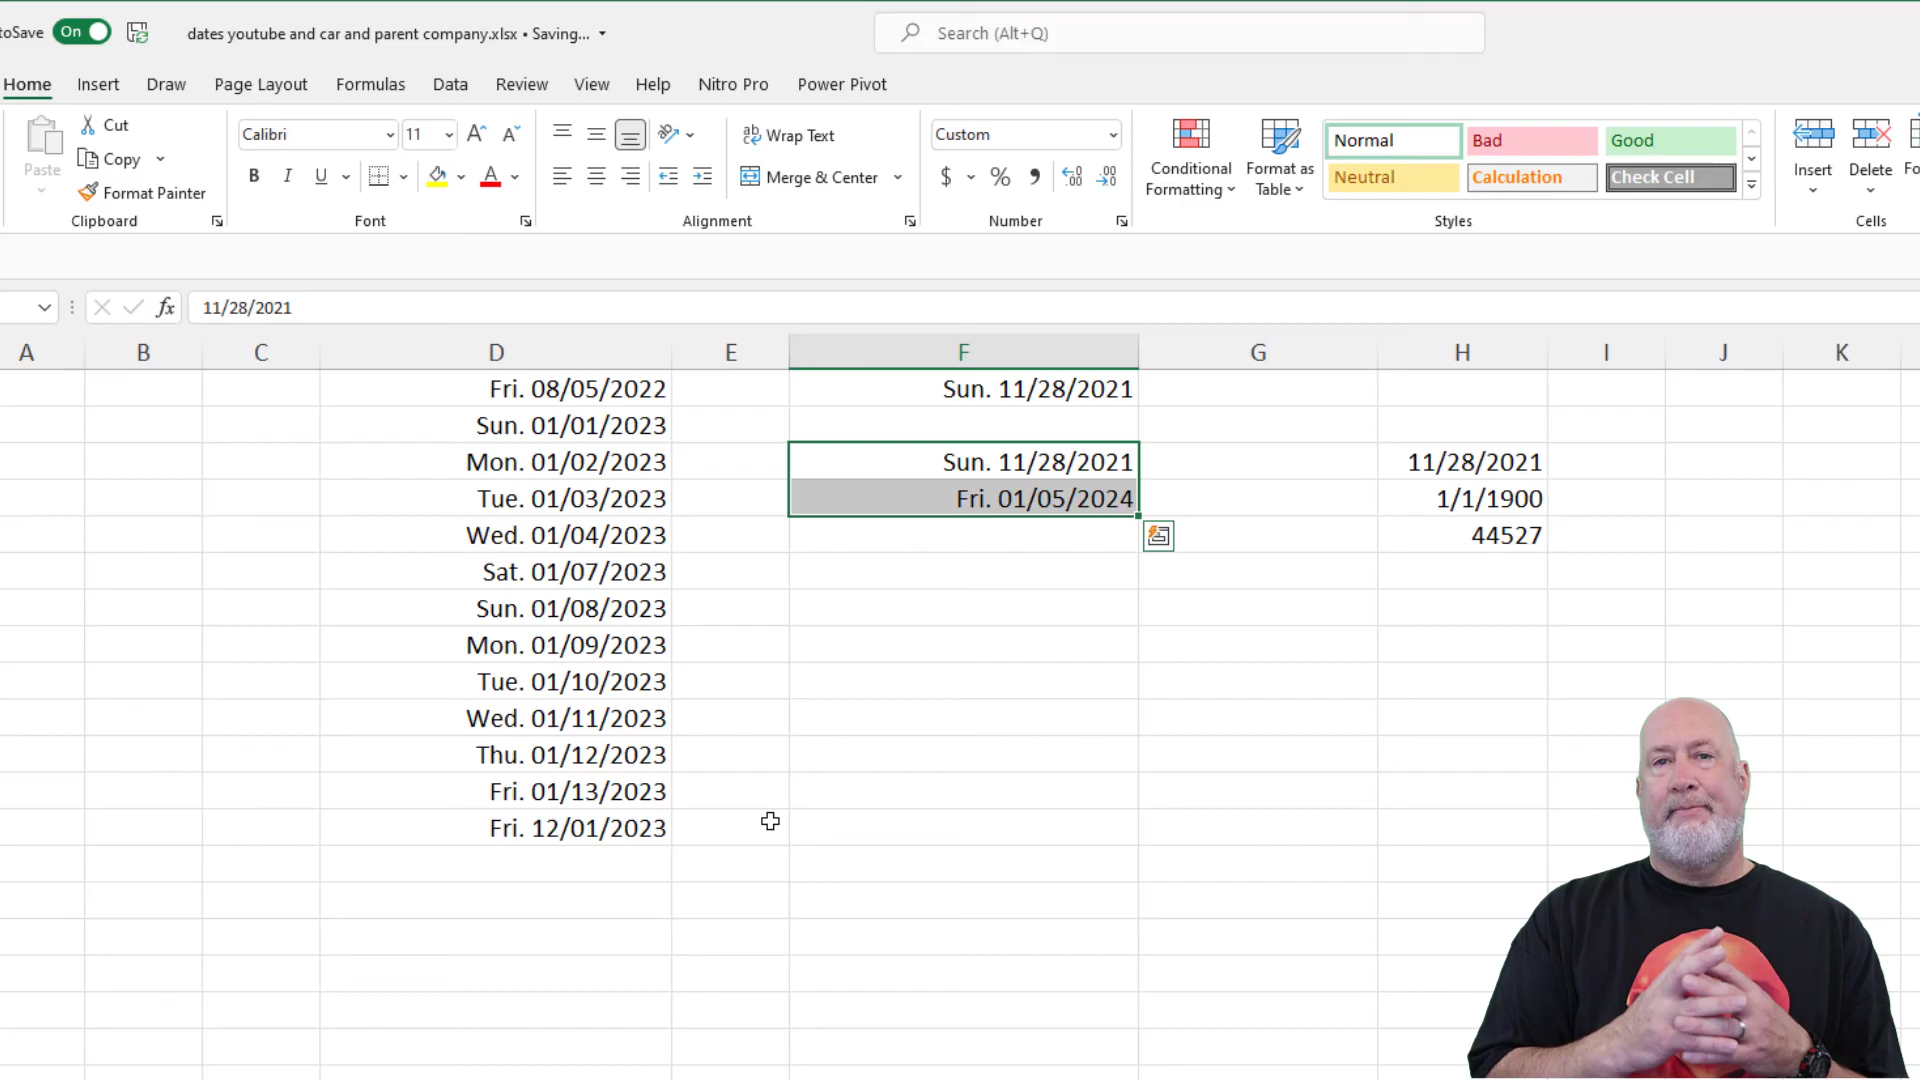 toSave On dates youtube and car and parent company.xlsx • Saving... Search (Alt+Q)
Home Insert Draw Page Layout Formulas Data Review View Help Nitro Pro Power Pivot
Paste Cut Copy Format Painter
Clipboard
Calibri 11
B I U A
Font
Wrap Text
Merge & Center
Alignment
Custom
$ % 9
Number
Conditional Formatting
Format as Table
Normal Bad Good
Neutral Calculation Check Cell
Styles
Insert Delete Fo
Cells
fx 11/28/2021
A B C D E F G H I J K
Fri. 08/05/2022 Sun. 11/28/2021
Sun. 01/01/2023
Mon. 01/02/2023 Sun. 11/28/2021 11/28/2021
Tue. 01/03/2023 Fri. 01/05/2024 1/1/1900
Wed. 01/04/2023 44527
Sat. 01/07/2023
Sun. 01/08/2023
Mon. 01/09/2023
Tue. 01/10/2023
Wed. 01/11/2023
Thu. 01/12/2023
Fri. 01/13/2023
Fri. 12/01/2023